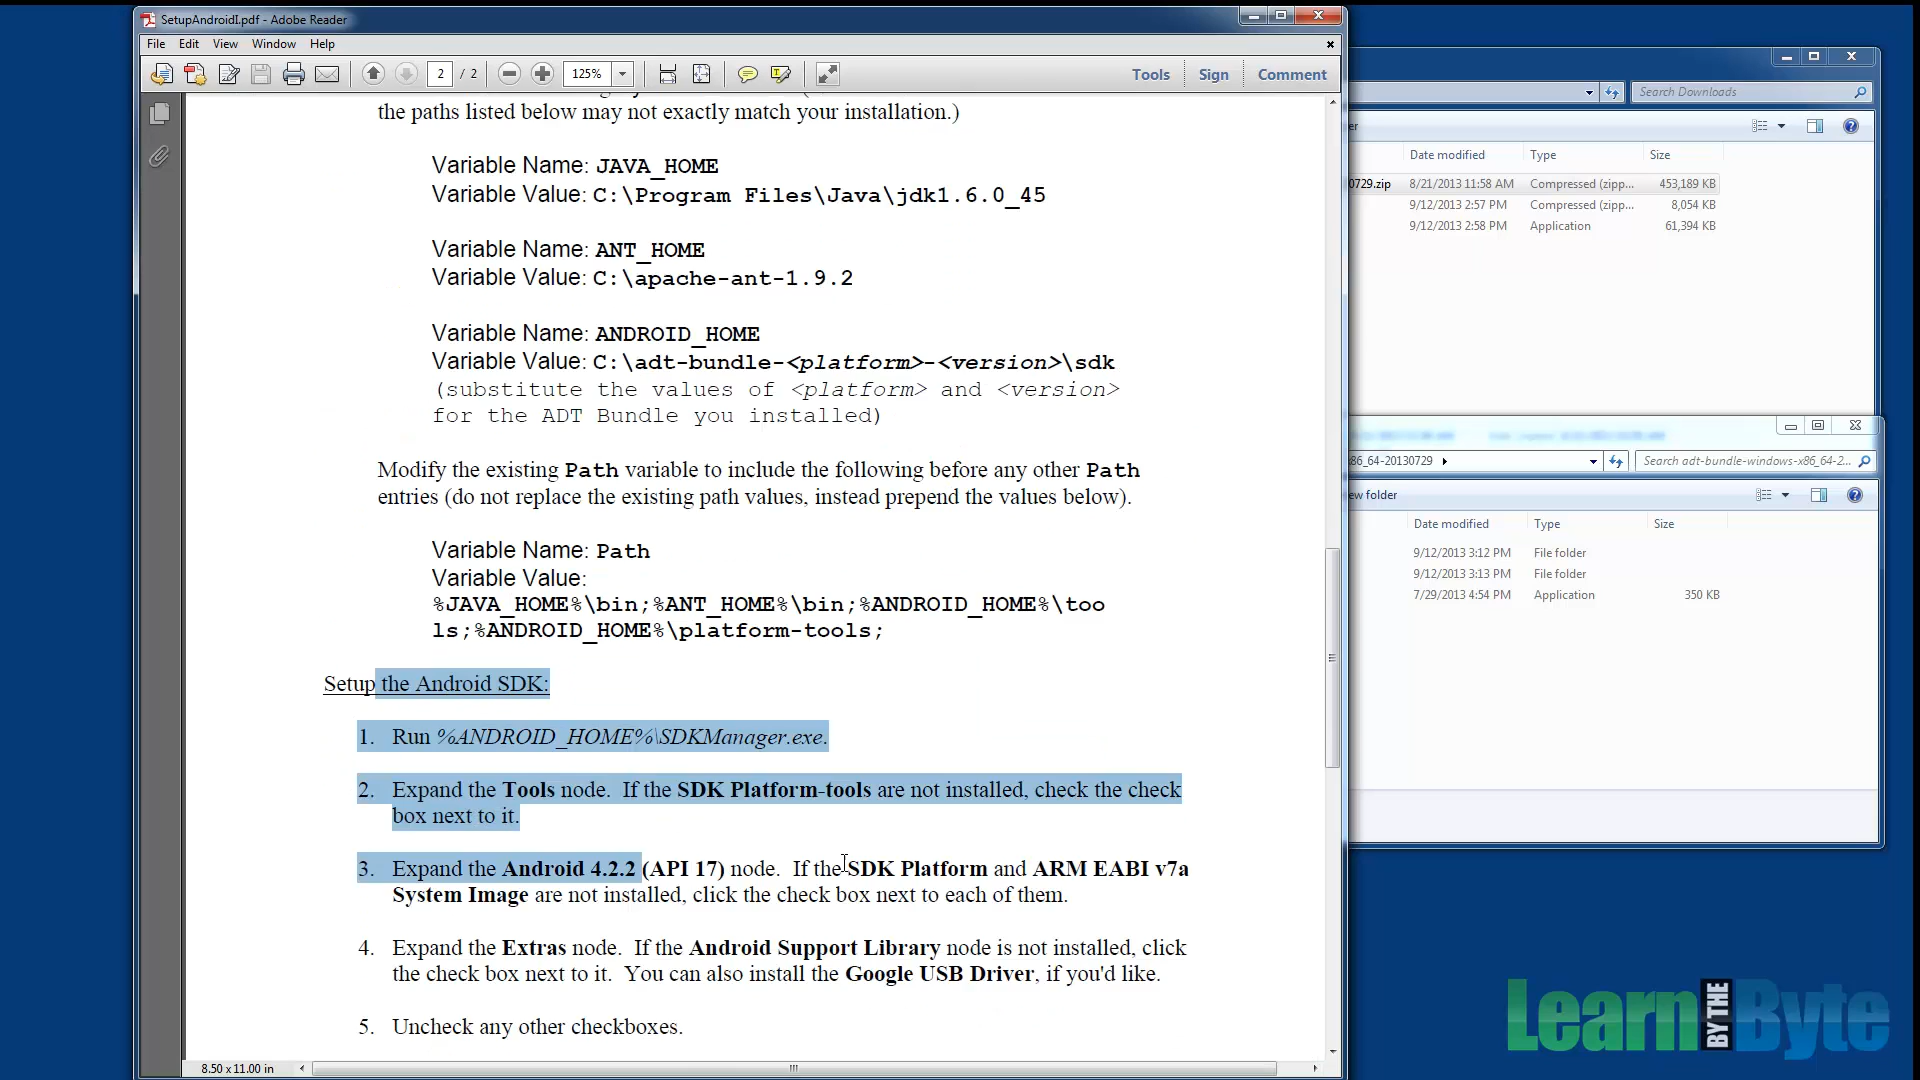 SetupAndroidI.pdf - Adobe Reader
File Edit View Window Help
2 / 2 125% Tools Sign Comment
the paths listed below may not exactly match your installation.)
Variable Name: JAVA_HOME
Variable Value: C:\Program Files\Java\jdk1.6.0_45
Variable Name: ANT_HOME
Variable Value: C:\apache-ant-1.9.2
Variable Name: ANDROID_HOME
Variable Value: C:\adt-bundle-<platform>-<version>\sdk
(substitute the values of <platform> and <version>
for the ADT Bundle you installed)
Modify the existing Path variable to include the following before any other Path
entries (do not replace the existing path values, instead prepend the values below).
Variable Name: Path
Variable Value:
%JAVA_HOME%\bin;%ANT_HOME%\bin;%ANDROID_HOME%\too
ls;%ANDROID_HOME%\platform-tools;
Setup the Android SDK:
1. Run %ANDROID_HOME%\SDKManager.exe.
2. Expand the Tools node. If the SDK Platform-tools are not installed, check the check
box next to it.
3. Expand the Android 4.2.2 (API 17) node. If the SDK Platform and ARM EABI v7a
System Image are not installed, click the check box next to each of them.
4. Expand the Extras node. If the Android Support Library node is not installed, click
the check box next to it. You can also install the Google USB Driver, if you'd like.
5. Uncheck any other checkboxes.
8.50 x 11.00 in
Search Downloads
er
Date modified Type Size
0729.zip 8/21/2013 11:58 AM Compressed (zipp... 453,189 KB
9/12/2013 2:57 PM Compressed (zipp... 8,054 KB
9/12/2013 2:58 PM Application 61,394 KB
x86_64-20130729 Search adt-bundle-windows-x86_64-2...
ew folder
Date modified Type Size
9/12/2013 3:12 PM File folder
9/12/2013 3:13 PM File folder
7/29/2013 4:54 PM Application 350 KB
Learn BY THE Byte